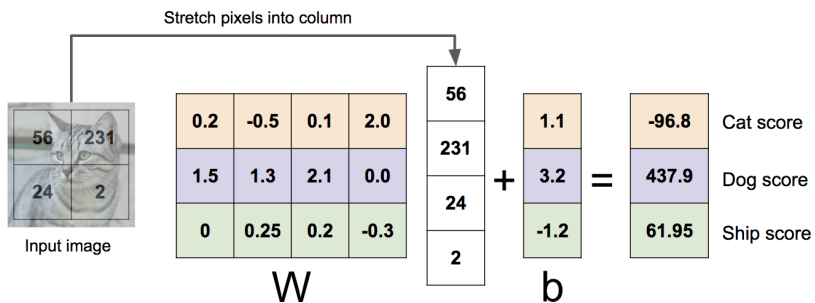 Stretch pixels into column
56 231
24 2
Input image
0.2 -0.5 0.1 2.0
1.5 1.3 2.1 0.0
0 0.25 0.2 -0.3
W
56
231
24
2
+
1.1
3.2
-1.2
b
=
-96.8 Cat score
437.9 Dog score
61.95 Ship score